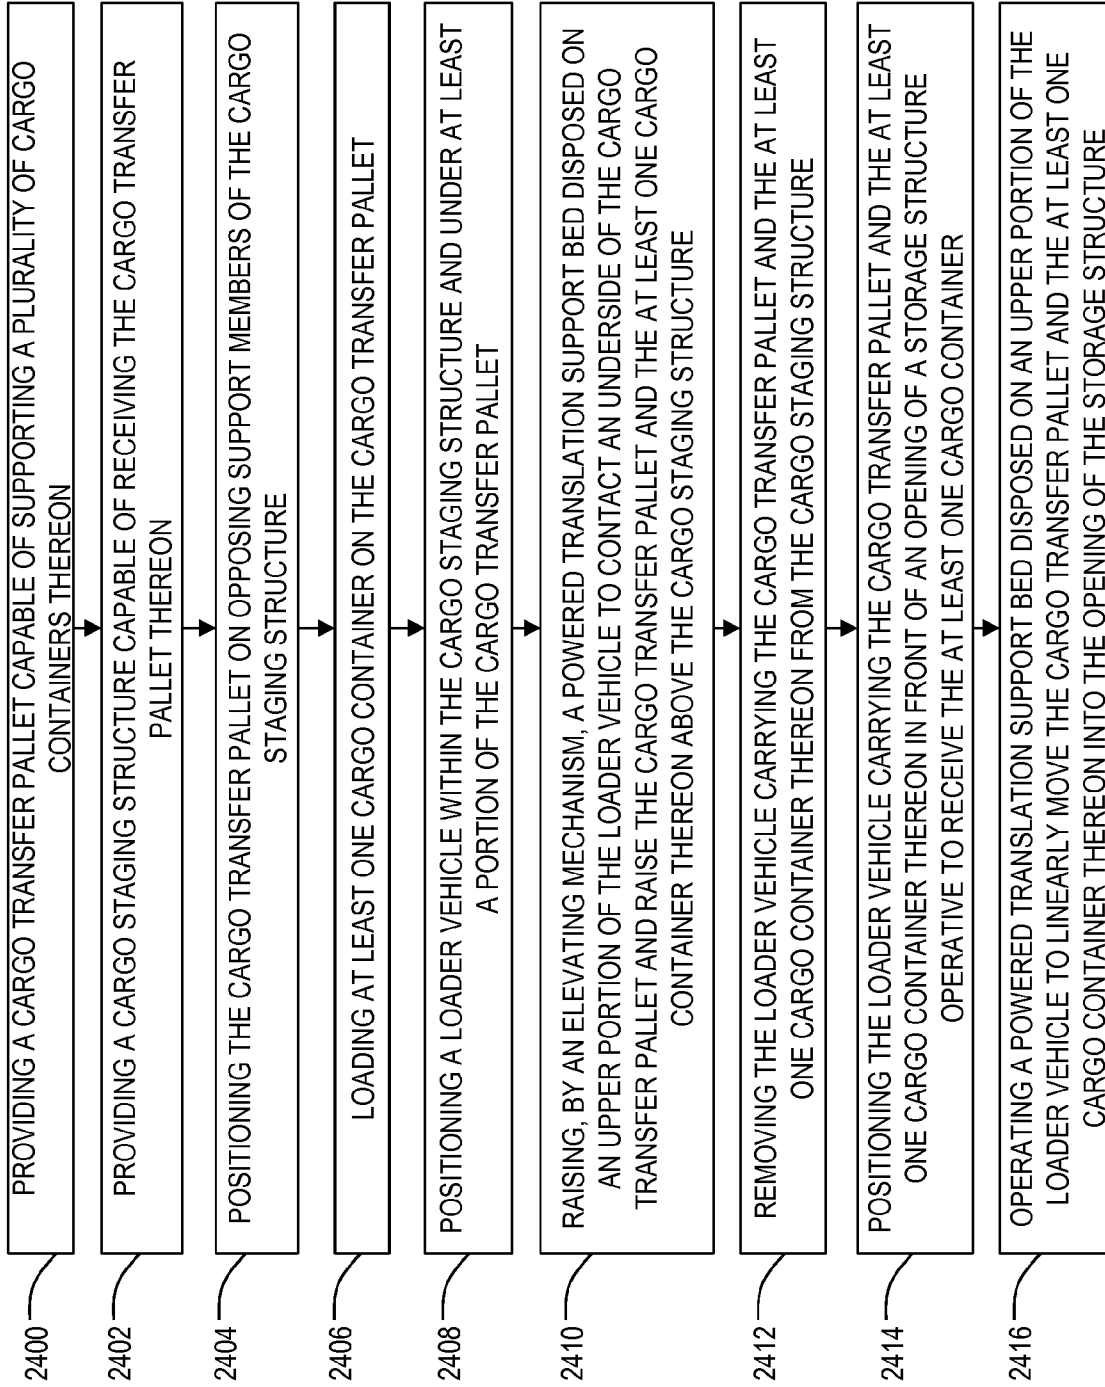 2400
PROVIDING A CARGO TRANSFER PALLET CAPABLE OF SUPPORTING A PLURALITY OF CARGO
CONTAINERS THEREON
2402
PROVIDING A CARGO STAGING STRUCTURE CAPABLE OF RECEIVING THE CARGO TRANSFER
PALLET THEREON
2404
POSITIONING THE CARGO TRANSFER PALLET ON OPPOSING SUPPORT MEMBERS OF THE CARGO
STAGING STRUCTURE
2406
LOADING AT LEAST ONE CARGO CONTAINER ON THE CARGO TRANSFER PALLET
2408
POSITIONING A LOADER VEHICLE WITHIN THE CARGO STAGING STRUCTURE AND UNDER AT LEAST
A PORTION OF THE CARGO TRANSFER PALLET
2410
RAISING, BY AN ELEVATING MECHANISM, A POWERED TRANSLATION SUPPORT BED DISPOSED ON
AN UPPER PORTION OF THE LOADER VEHICLE TO CONTACT AN UNDERSIDE OF THE CARGO
TRANSFER PALLET AND RAISE THE CARGO TRANSFER PALLET AND THE AT LEAST ONE CARGO
CONTAINER THEREON ABOVE THE CARGO STAGING STRUCTURE
2412
REMOVING THE LOADER VEHICLE CARRYING THE CARGO TRANSFER PALLET AND THE AT LEAST
ONE CARGO CONTAINER THEREON FROM THE CARGO STAGING STRUCTURE
2414
POSITIONING THE LOADER VEHICLE CARRYING THE CARGO TRANSFER PALLET AND THE AT LEAST
ONE CARGO CONTAINER THEREON IN FRONT OF AN OPENING OF A STORAGE STRUCTURE
OPERATIVE TO RECEIVE THE AT LEAST ONE CARGO CONTAINER
2416
OPERATING A POWERED TRANSLATION SUPPORT BED DISPOSED ON AN UPPER PORTION OF THE
LOADER VEHICLE TO LINEARLY MOVE THE CARGO TRANSFER PALLET AND THE AT LEAST ONE
CARGO CONTAINER THEREON INTO THE OPENING OF THE STORAGE STRUCTURE